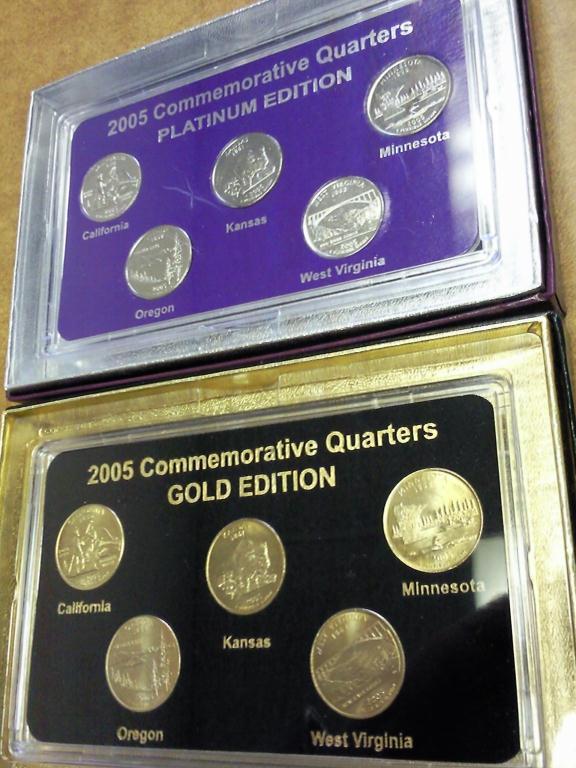 2005 Commemorative Quarters
PLATINUM EDITION
California
Kansas
Minnesota
Oregon
West Virginia
2005 Commemorative Quarters
GOLD EDITION
California
Kansas
Minnesota
Oregon
West Virginia